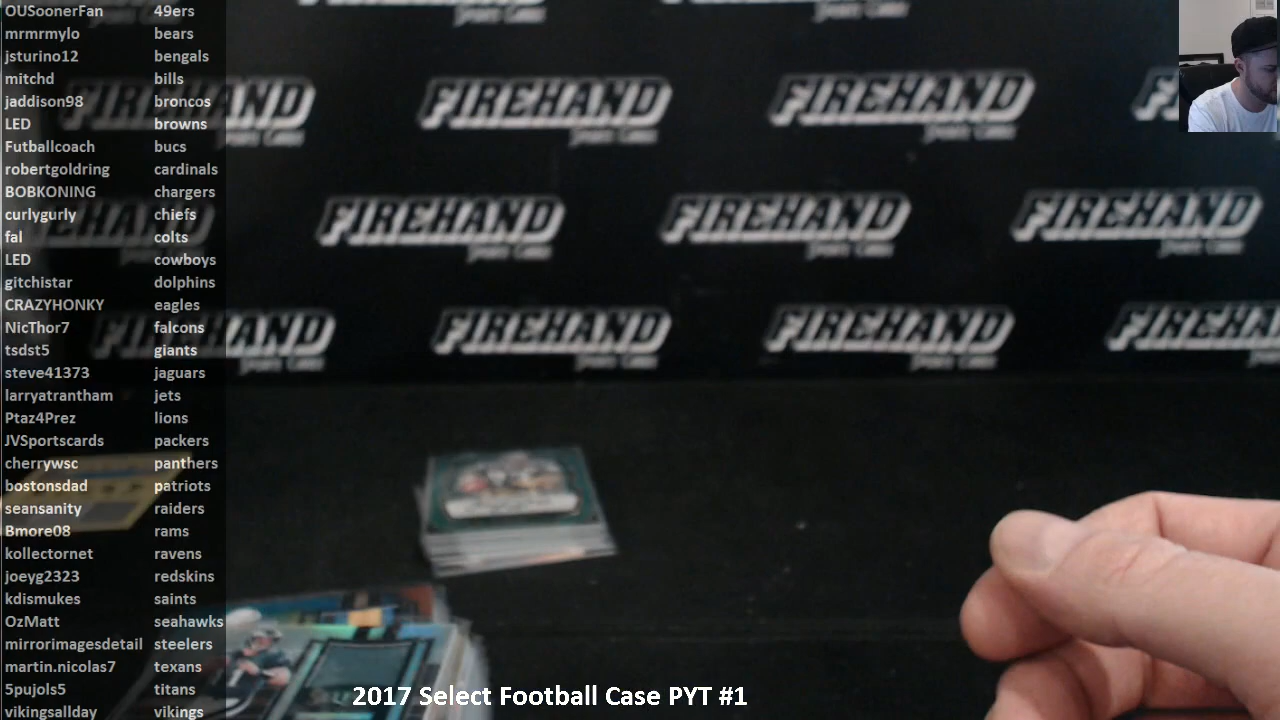 OUSoonerFan 49ers
mrmrmylo bears
jsturino12 bengals
mitchd bills
jaddison98 broncos
LED browns
Futballcoach bucs
robertgoldring cardinals
BOBKONING chargers
curlygurly chiefs
fal colts
LED cowboys
gitchistar dolphins
CRAZYHONKY eagles
NicThor7 falcons
tsdst5 giants
steve41373 jaguars
larrytrantham jets
Ptaz4Prez lions
JVSportscards packers
cherrywsc panthers
bostonsdad patriots
seansanity raiders
Bmore08 rams
kollectornet ravens
joeyg2323 redskins
kdismukes saints
OzMatt seahawks
mirrorimagesdetail steelers
martin.nicolas7 texans
5pujols5 titans
vikingsallday vikings
FIREHAND FIREHAND FIREHAND
FIREHAND FIREHAND FIREHAND FIREHAND
FIREHAND FIREHAND FIREHAND FIREHA
2017 Select Football Case PYT #1